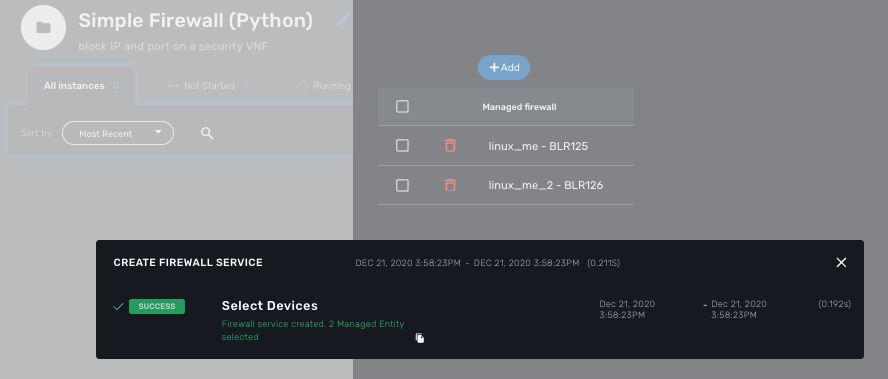 Simple Firewall (Python)
block IP and port on a security VNF
All instances 0
Not Started
Running
Sort by: Most Recent
+ Add
Managed firewall
linux_me - BLR125
linux_me_2 - BLR126
CREATE FIREWALL SERVICE DEC 21, 2020 3:58:23PM - DEC 21, 2020 3:58:23PM (0.211S)
SUCCESS
Select Devices
Firewall service created. 2 Managed Entity
selected
Dec 21, 2020
3:58:23PM
- Dec 21, 2020
3:58:23PM
(0.192s)